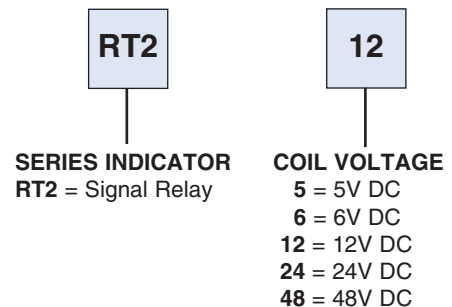 RT2 12
SERIES INDICATOR COIL VOLTAGE
RT2 = Signal Relay 5 = 5V DC
6 = 6V DC
12 = 12V DC
24 = 24V DC
48 = 48V DC